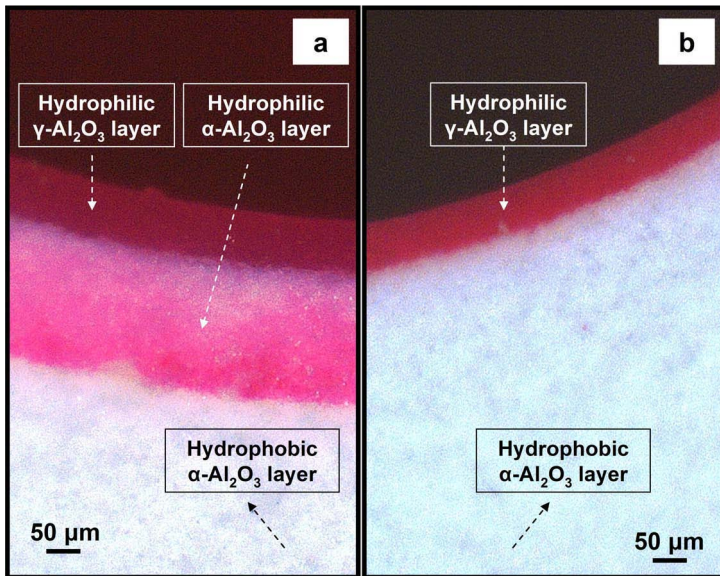 a
Hydrophilic
γ-Al₂O₃ layer
Hydrophilic
α-Al₂O₃ layer
Hydrophobic
α-Al₂O₃ layer
50 µm
b
Hydrophilic
γ-Al₂O₃ layer
Hydrophobic
α-Al₂O₃ layer
50 µm